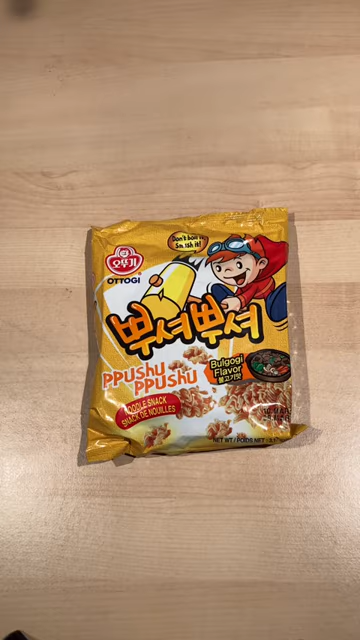 Don't boil it
Smash it!
오뚜기
OTTOGI
뿌셔뿌셔
PPUSHU
PPUSHU
Bulgogi
Flavor
불고기맛
NOODLE SNACK
SNACK DE NOUILLES
NET WT / POIDS NET :